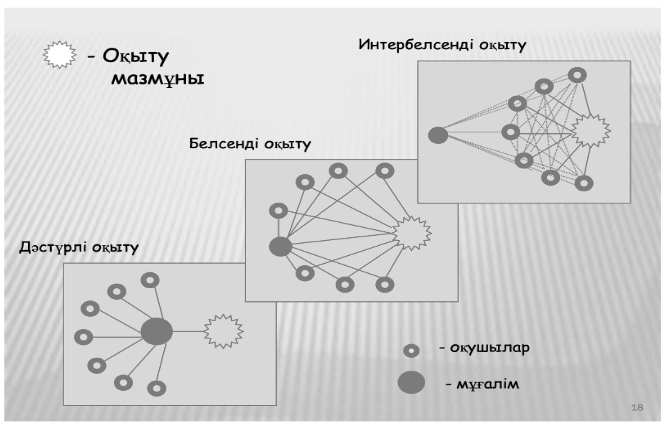 Интербелсенді оқыту
- Оқыту
мазмұны
Белсенді оқыту
Дәстүрлі оқыту
- оқушылар
- мұғалім
18